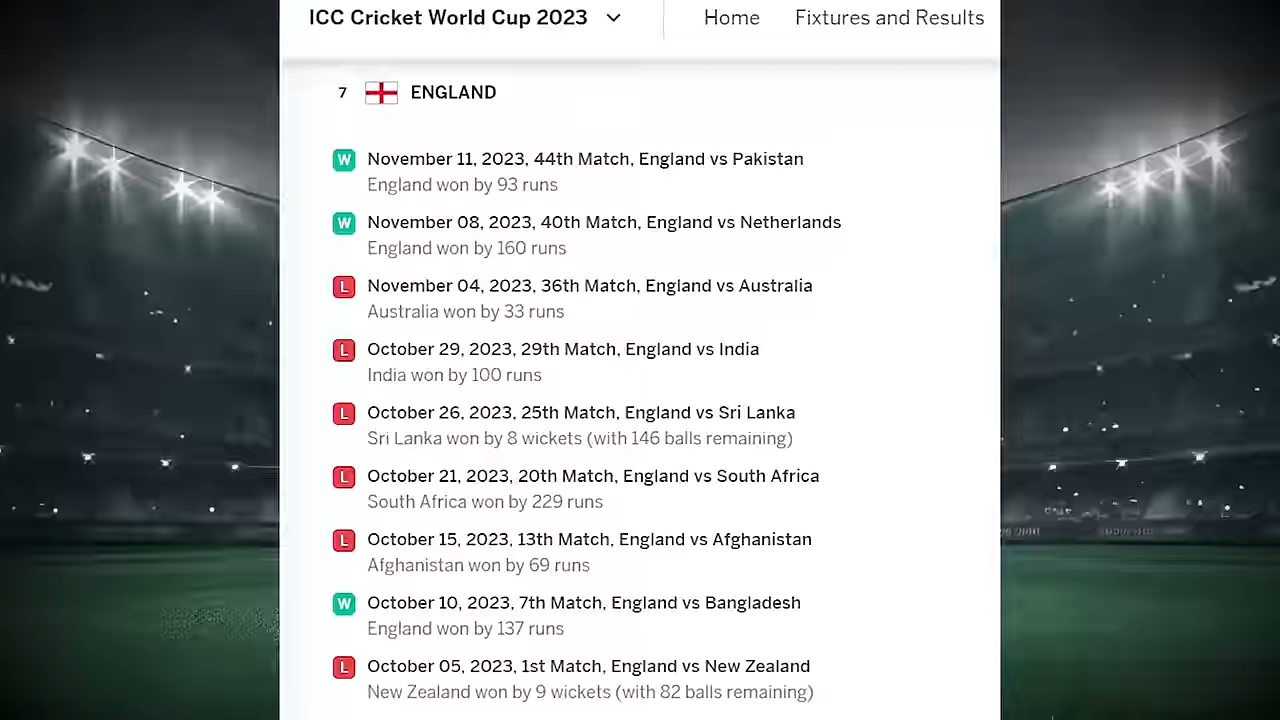 ICC Cricket World Cup 2023 Home Fixtures and Results
7 ENGLAND
W November 11, 2023, 44th Match, England vs Pakistan
England won by 93 runs
W November 08, 2023, 40th Match, England vs Netherlands
England won by 160 runs
L November 04, 2023, 36th Match, England vs Australia
Australia won by 33 runs
L October 29, 2023, 29th Match, England vs India
India won by 100 runs
L October 26, 2023, 25th Match, England vs Sri Lanka
Sri Lanka won by 8 wickets (with 146 balls remaining)
L October 21, 2023, 20th Match, England vs South Africa
South Africa won by 229 runs
L October 15, 2023, 13th Match, England vs Afghanistan
Afghanistan won by 69 runs
W October 10, 2023, 7th Match, England vs Bangladesh
England won by 137 runs
L October 05, 2023, 1st Match, England vs New Zealand
New Zealand won by 9 wickets (with 82 balls remaining)